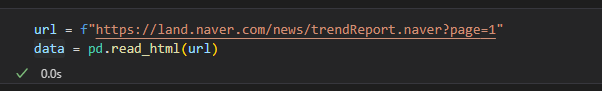 url = f"https://land.naver.com/news/trendReport.naver?page=1"
data = pd.read_html(url)
✓ 0.0s